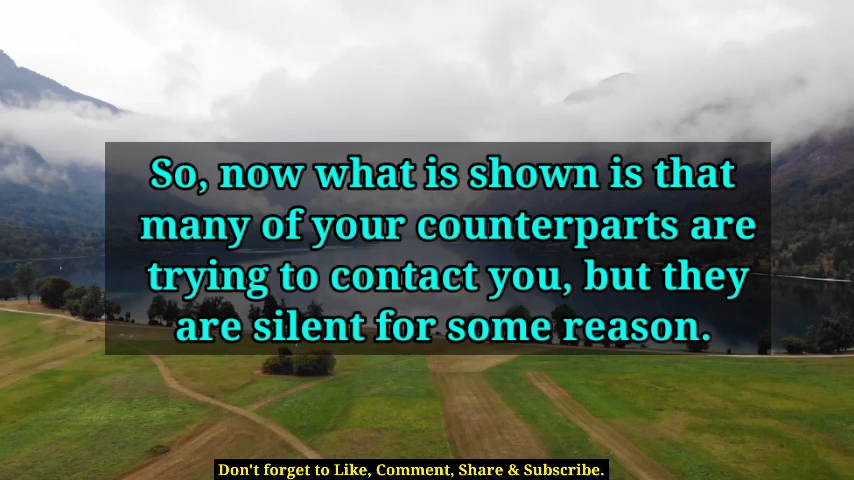 So, now what is shown is that
many of your counterparts are
trying to contact you, but they
are silent for some reason.
Don't forget to Like, Comment, Share & Subscribe.